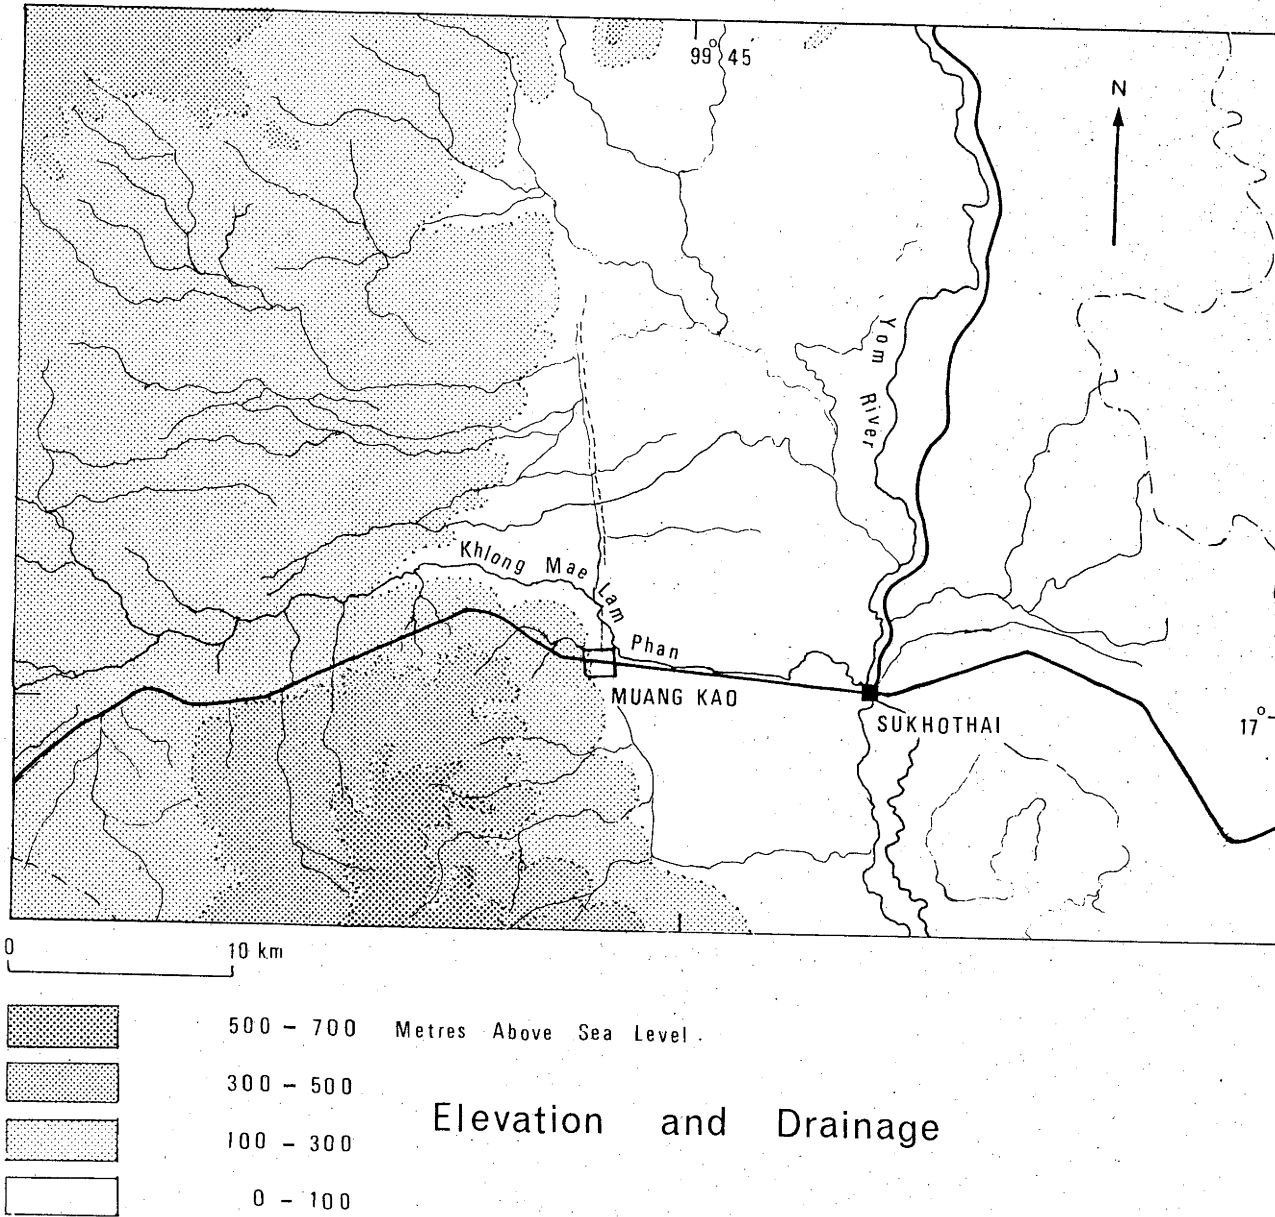 99° 45
N
Yom River
Khlong Mae Lam Phan
MUANG KAO
SUKHOTHAI
17°
0 10 km
500 - 700 Metres Above Sea Level.
300 - 500
100 - 300
0 - 100
Elevation and Drainage